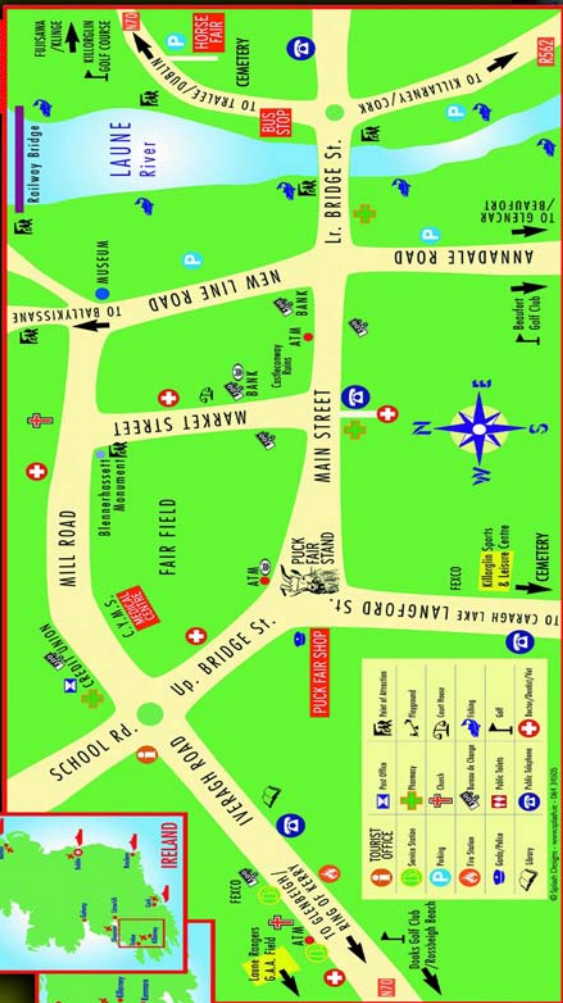 FUJISAWA
/KLINGE
KILLORGLIN
GOLF COURSE
N70
P
HORSE
FAIR
CEMETERY
TO TRALEE/DUBLIN
BUS
STOP
TO KILLARNEY/CORK
R562
P
Railway Bridge
LAUNE
River
Lr. BRIDGE St.
TO GLENCAR
/BEAUFORT
MUSEUM
P
NEW LINE ROAD
P
ANNADALE ROAD
TO BALLYKISSANE
BANK
ATM
Castleconway
Ruins
BANK
Beaufort
Golf Club
MARKET STREET
MAIN STREET
N
E
S
W
Blennerhassett
Monument
MILL ROAD
FAIR FIELD
ATM
PUCK
FAIR
STAND
FEXCO
Killorglin Sports
& Leisure Centre
CEMETERY
C.Y.M.S.
MEDICAL
CENTRE
TO CARAGH LAKE LANGFORD St.
CREDIT UNION
Up. BRIDGE St.
PUCK FAIR SHOP
SCHOOL Rd.
i
IVERAGH ROAD
FEXCO
TO GLENBEIGH/
RING OF KERRY
Laune Rangers
G.A.A. Field
ATM
N70
Dooks Golf Club
/Rossbeigh Beach
i TOURIST
OFFICE
Post Office
Point of Attraction
Service Station
Pharmacy
Playground
P Parking
Church
Court House
Fire Station
Bureau de Change
Fishing
Garda/Police
Public Toilets
Golf
Library
Public Telephone
Doctor/Dentist/Vet
IRELAND
Killarney
Kenmare